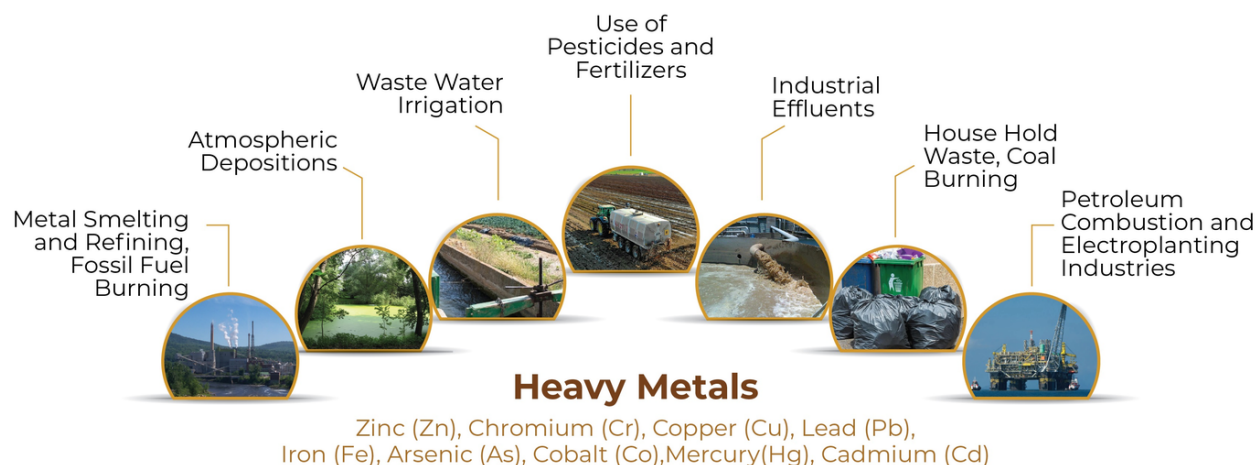 Use of
Pesticides and
Fertilizers
Waste Water
Irrigation
Industrial
Effluents
Atmospheric
Depositions
House Hold
Waste, Coal
Burning
Metal Smelting
and Refining,
Fossil Fuel
Burning
Petroleum
Combustion and
Electroplanting
Industries
Heavy Metals
Zinc (Zn), Chromium (Cr), Copper (Cu), Lead (Pb),
Iron (Fe), Arsenic (As), Cobalt (Co),Mercury(Hg), Cadmium (Cd)